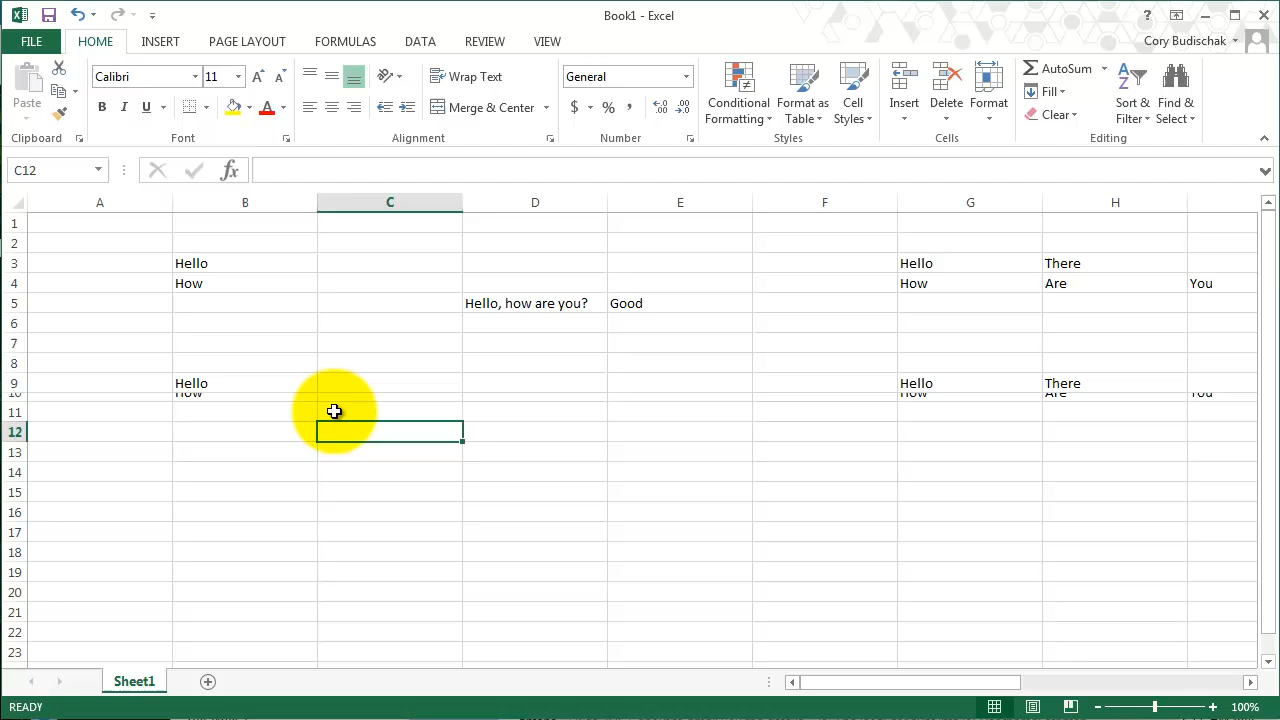 Book1 - Excel
?
FILE HOME INSERT PAGE LAYOUT FORMULAS DATA REVIEW VIEW Cory Budischak
Paste
Clipboard
Calibri 11
B I U A
Font
Wrap Text
Merge & Center
Alignment
General
$ % ,
Number
Conditional Formatting
Format as Table
Cell Styles
Styles
Insert Delete Format
Cells
AutoSum
Fill
Clear
Sort & Filter
Find & Select
Editing
C12 fx
A B C D E F G H
1
2
3 Hello Hello There
4 How How Are You
5 Hello, how are you? Good
6
7
8
9 Hello Hello There
10 How How Are You
11
12
13
14
15
16
17
18
19
20
21
22
23
Sheet1
READY 100%